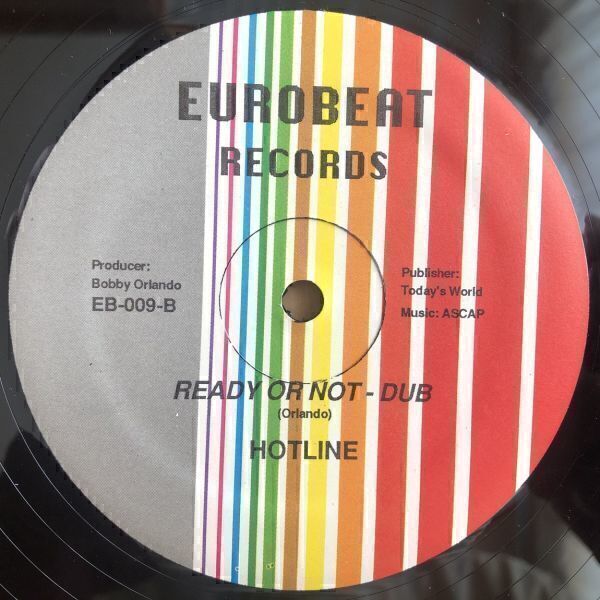 EUROBEAT
RECORDS
Producer:
Bobby Orlando
EB-009-B
Publisher:
Today's World
Music: ASCAP
READY OR NOT - DUB
(Orlando)
HOTLINE